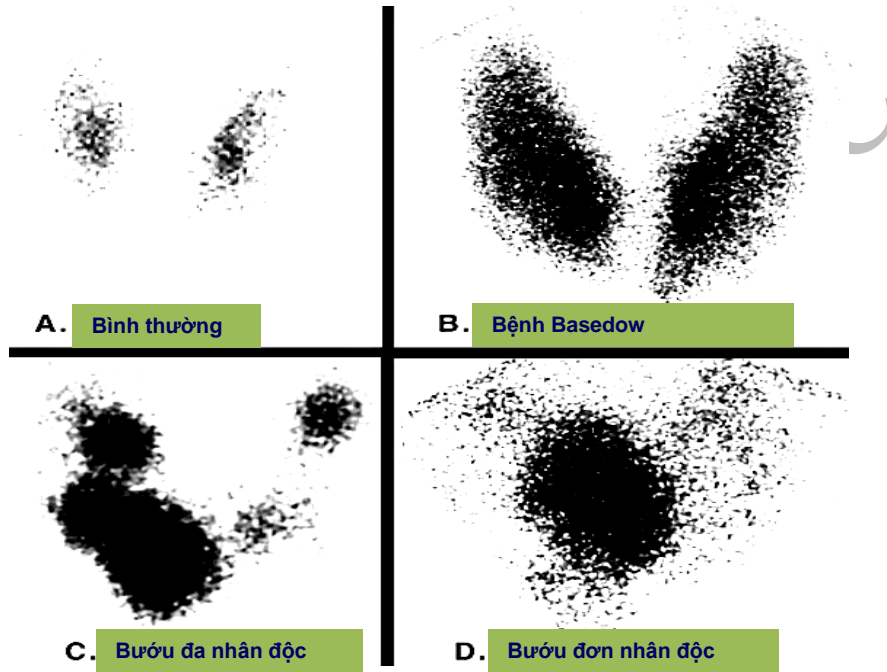 A. Bình thường
B. Bệnh Basedow
C. Bướu đa nhân độc
D. Bướu đơn nhân độc